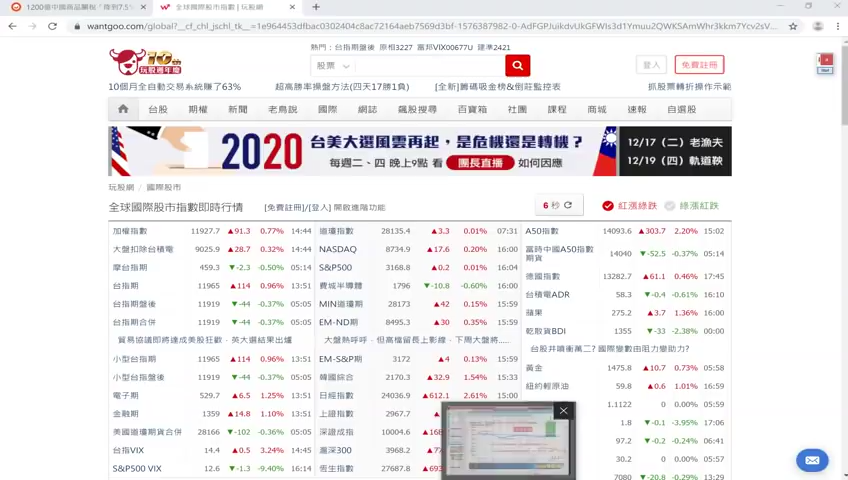 1200億中國商品關稅「降到7.5%
全球國際股市指數 | 玩股網
wantgoo.com/global?__cf_chl_jschl_tk__=1e964453dfbac0302404c8ac72164aeb7569d3bf-1576387982-0-AdFGPJuikdvUkGFWIs3d1Ymuu2QWKSAmWhr3kkm7Ycv2sV...
熱門：台指期盤後 原相3227 富邦VIX00677U 建準2421
10th
玩股週年慶
股票
登入
免費註冊
10個月全自動交易系統賺了63%
超高勝率操盤方法(四天17勝1負)
[全新]籌碼吸金榜&倒莊監控表
抓股票轉折操作示範
台股 期權 新聞 老鳥說 國際 網誌 飆股搜尋 百寶箱 社團 課程 商城 速報 自選股
2020 台美大選風雲再起，是危機還是轉機？
每週二、四 晚上9點 看 團長直播 如何因應
12/17（二）老漁夫
12/19（四）軌道鞅
玩股網 / 國際股市
全球國際股市指數即時行情
[免費註冊]/[登入] 開啟進階功能
6 秒
紅漲綠跌
綠漲紅跌
加權指數 11927.7 ▲91.3 0.77% 14:44
大盤扣除台積電 9025.9 ▲28.7 0.32% 14:44
摩台指期 459.3 ▼-2.3 -0.50% 05:14
台指期 11965 ▲114 0.96% 13:51
台指期盤後 11919 ▼-44 -0.37% 05:05
台指期合併 11919 ▼-44 -0.37% 05:05
貿易協議即將達成美股狂歡，英大選結果出爐
小型台指期 11965 ▲114 0.96% 13:51
小型台指期盤後 11919 ▼-44 -0.37% 05:05
電子期 529.7 ▲6.5 1.25% 13:51
金融期 1359 ▲14.8 1.10% 13:51
美國道瓊期貨合併 28166 ▼-102 -0.36% 05:05
台指VIX 14.4 ▲0.5 3.24% 14:45
S&P500 VIX 12.6 ▼-1.3 -9.40% 16:14
道瓊指數 28135.4 ▲3.3 0.01% 07:31
NASDAQ 8734.9 ▲17.6 0.20% 16:00
S&P500 3168.8 ▲0.2 0.01% 16:04
費城半導體 1796 ▼-10.8 -0.60% 16:00
MIN道瓊期 28173 ▲42 0.15% 15:59
EM-ND期 8495.3 ▲30 0.35% 15:59
大盤熱呼呼，但高檔留長上影線，下周大盤將.....
EM-S&P期 3172 ▲4 0.13% 15:59
韓國綜合 2170.3 ▲32.9 1.54% 15:33
日經指數 24036.9 ▲612.1 2.61% 15:00
上證指數 2967.7
深證成指 10004.6 ▲168
滬深300 3968.2 ▲77
恆生指數 27687.8 ▲693
A50指數 14093.6 ▲303.7 2.20% 15:02
富時中國A50指數期貨 14040 ▼-52.5 -0.37% 05:14
德國指數 13282.7 ▲61.1 0.46% 17:45
台積電ADR 58.3 ▼-0.4 -0.61% 16:10
蘋果 275.2 ▲3.7 1.36% 16:00
乾散貨BDI 1355 ▼-33 -2.38% 00:00
台股井噴衝萬二? 國際變數由阻力變助力?
黃金 1475.8 ▲10.7 0.73% 05:58
紐約輕原油 59.8 ▲0.6 1.01% 16:59
1.1122 0 0.00% 05:59
1.8 ▼-0.1 -3.95% 17:06
97.2 ▼-0.2 -0.24% 06:41
30.2 0 0.00% 05:57
7080 ▼-20.8 -0.29% 13:29